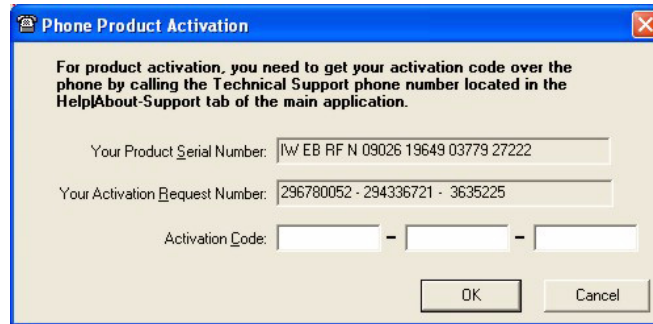 Phone Product Activation
For product activation, you need to get your activation code over the
phone by calling the Technical Support phone number located in the
Help|About-Support tab of the main application.
Your Product Serial Number: IW EB RF N 09026 19649 03779 27222
Your Activation Request Number: 296780052 - 294336721 - 3635225
Activation Code: - -
OK Cancel